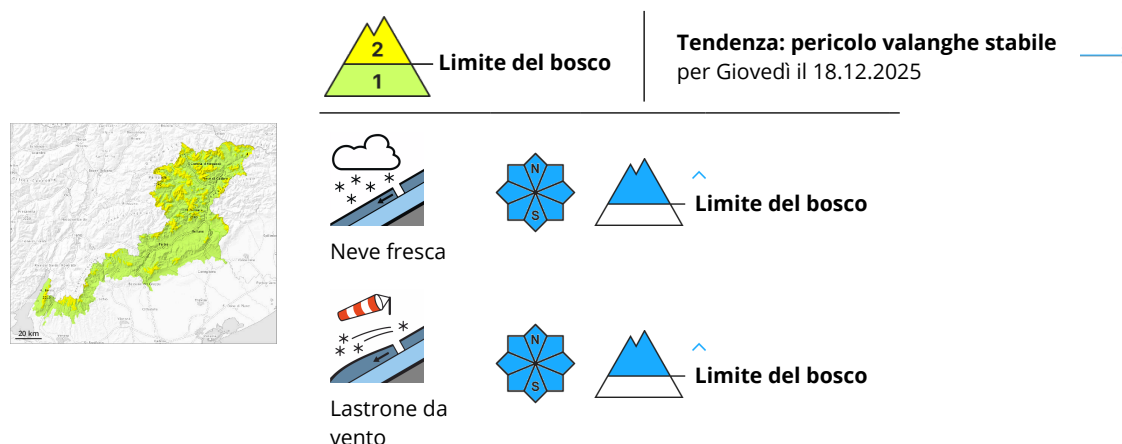 2
Limite del bosco
1
Tendenza: pericolo valanghe stabile
per Giovedì il 18.12.2025
20 km
N
S
Limite del bosco
Neve fresca
N
S
Limite del bosco
Lastrone da
vento